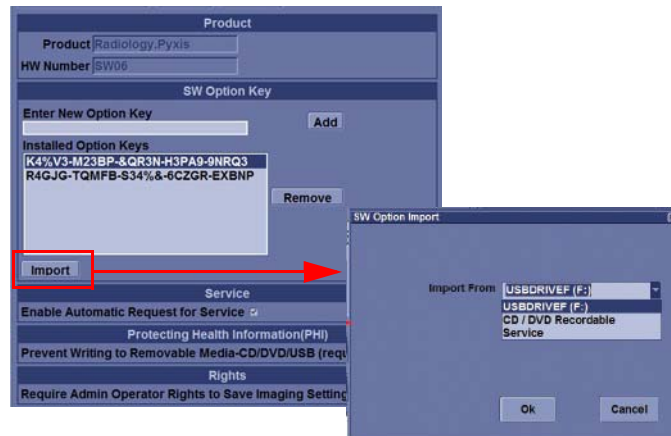 Product
Product Radiology.Pyxis
HW Number SW06
SW Option Key
Enter New Option Key
Add
Installed Option Keys
K4%V3-M23BP-&QR3N-H3PA9-9NRQ3
R4GJG-TQMFB-S34%&-6CZGR-EXBNP
Remove
Import
Service
Enable Automatic Request for Service
Protecting Health Information(PHI)
Prevent Writing to Removable Media-CD/DVD/USB
Rights
Require Admin Operator Rights to Save Imaging
SW Option Import
Import From USBDRIVEF (F:)
USBDRIVEF (F:)
CD / DVD Recordable
Service
Ok
Cancel